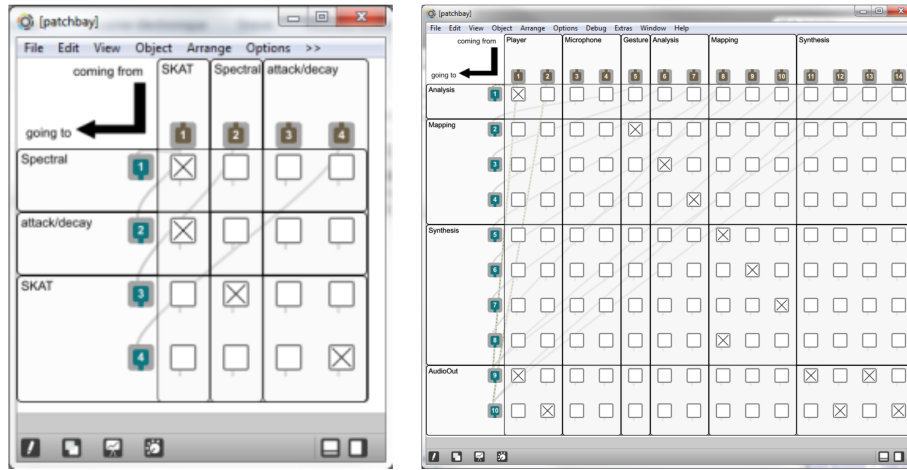 [patchbay]
File Edit View Object Arrange Options >>
coming from SKAT Spectral attack/decay
going to 1 2 3 4
Spectral 1
attack/decay 2
SKAT 3
4
[patchbay]
File Edit View Object Arrange Options Debug Extras Window Help
coming from Player Microphone Gesture Analysis Mapping Synthesis
going to 1 2 3 4 5 6 7 8 9 10 11 12 13 14
Analysis 1
Mapping 2
3
4
Synthesis 5
6
7
8
AudioOut 9
10